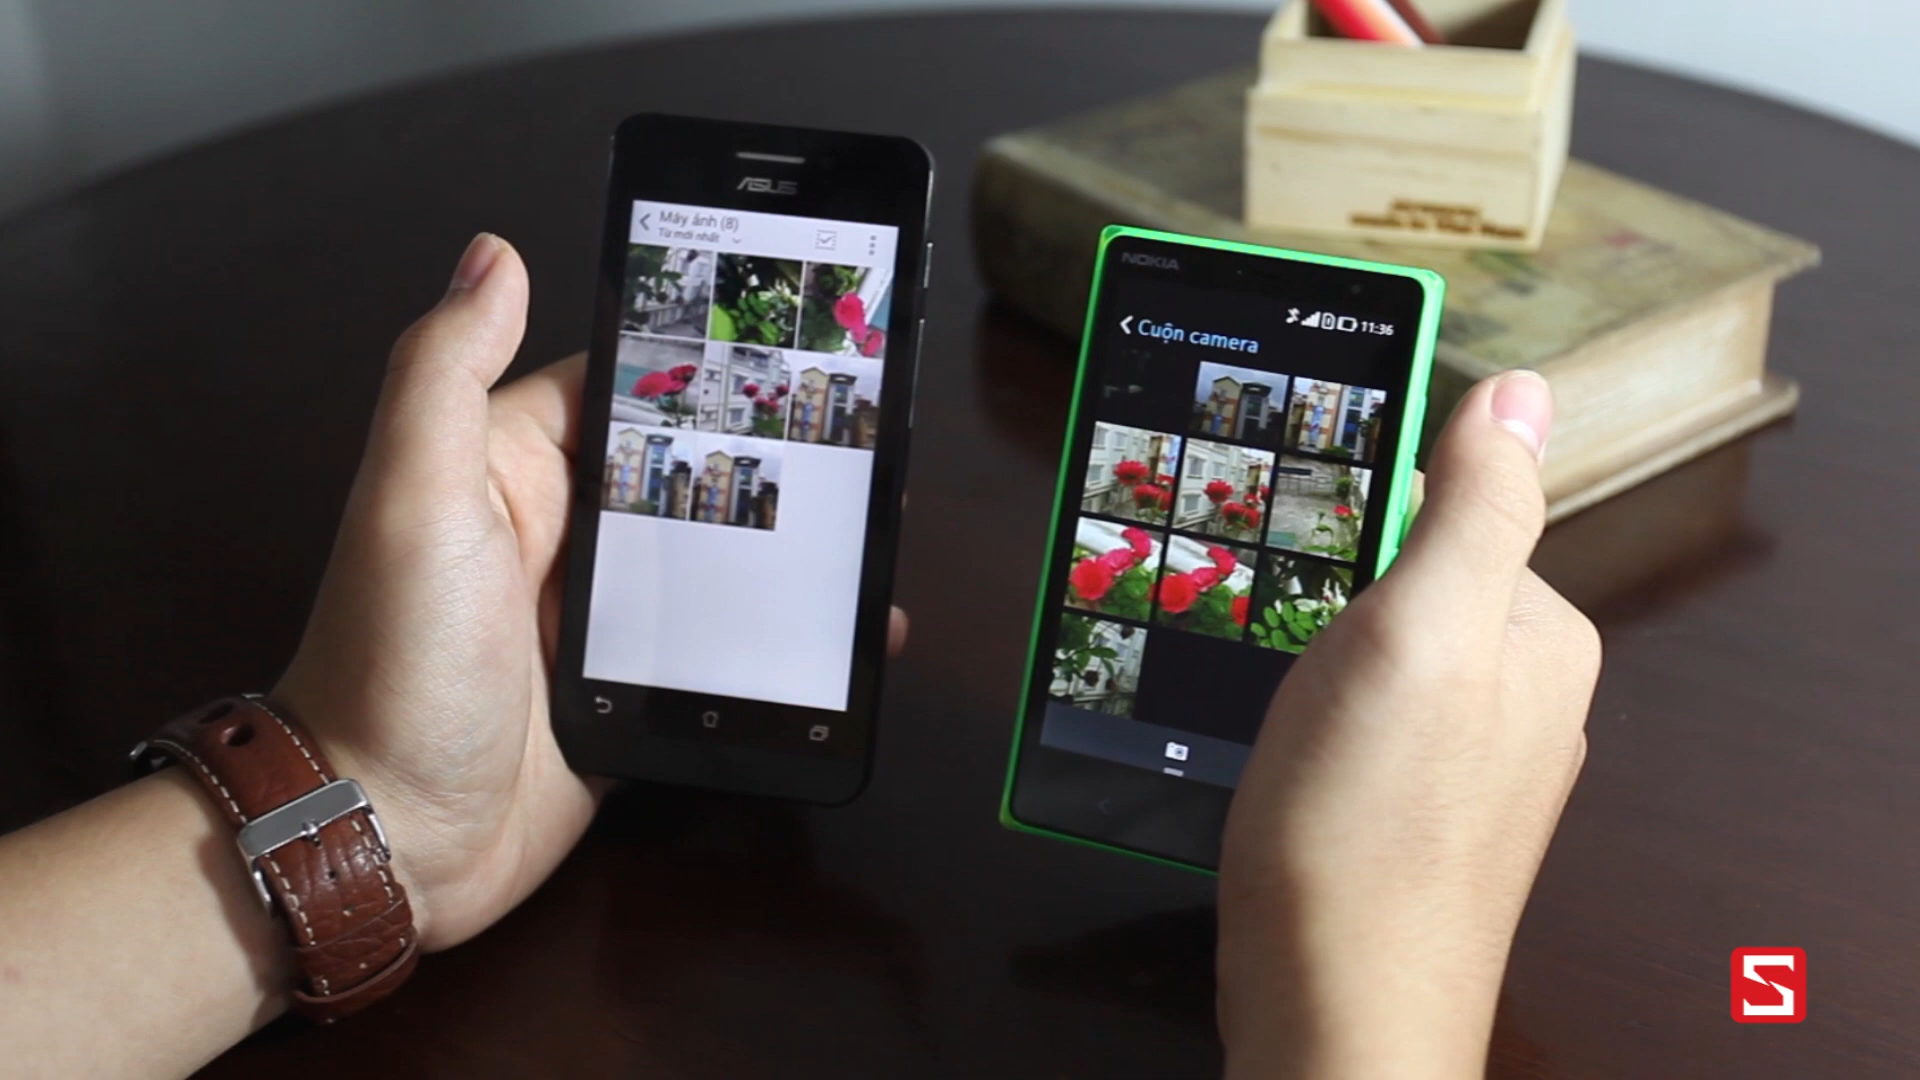 ASUS
Máy ảnh (8)
Từ mới nhất
NOKIA
11:36
Cuộn camera
S